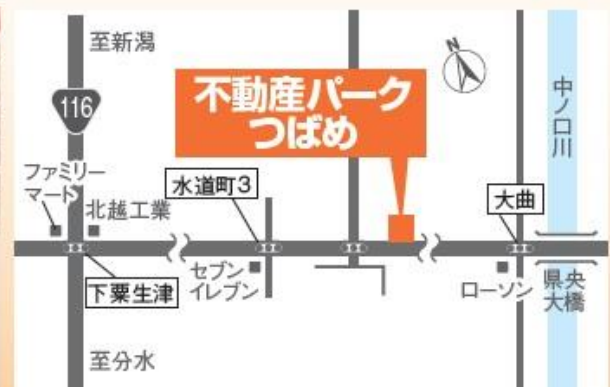 至新潟
N
116
不動産パーク
つばめ
中ノ口川
ファミリー
マート
北越工業
水道町3
大曲
下粟生津
セブン
イレブン
ローソン
県央
大橋
至分水